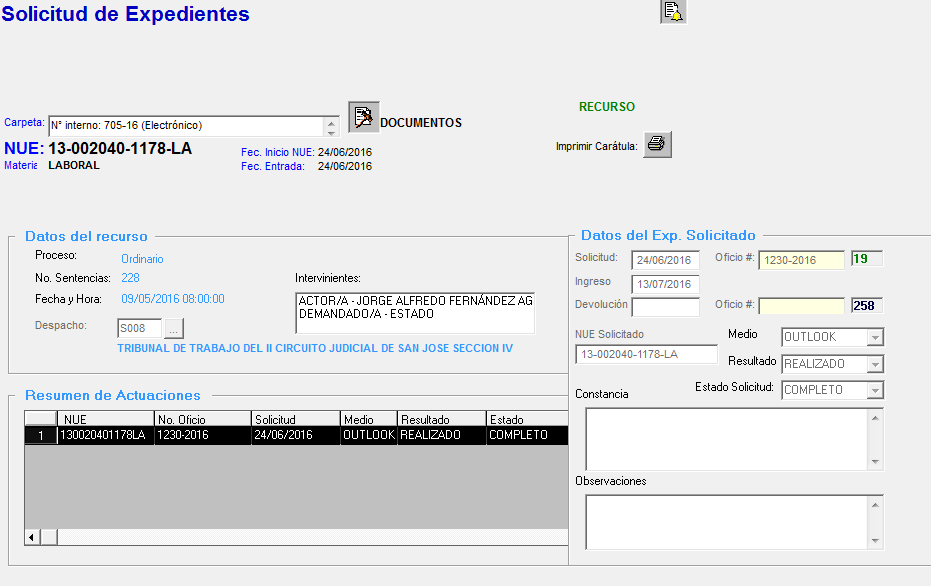 Solicitud de Expedientes
Carpeta: N° interno: 705-16 (Electrónico)
DOCUMENTOS
RECURSO
NUE: 13-002040-1178-LA
Fec. Inicio NUE: 24/06/2016
Imprimir Carátula:
Materia LABORAL
Fec. Entrada: 24/06/2016
Datos del recurso
Proceso: Ordinario
No. Sentencias: 228
Fecha y Hora: 09/05/2016 08:00:00
Despacho: S008 ...
TRIBUNAL DE TRABAJO DEL II CIRCUITO JUDICIAL DE SAN JOSE SECCION IV
Intervinientes:
ACTOR/A - JORGE ALFREDO FERNÁNDEZ AG
DEMANDADO/A - ESTADO
Resumen de Actuaciones
NUE No. Oficio Solicitud Medio Resultado Estado
1 130020401178LA 1230-2016 24/06/2016 OUTLOOK REALIZADO COMPLETO
Datos del Exp. Solicitado
Solicitud: 24/06/2016 Oficio #: 1230-2016 19
Ingreso 13/07/2016
Devolución Oficio #: 258
NUE Solicitado
13-002040-1178-LA
Medio OUTLOOK
Resultado REALIZADO
Estado Solicitud: COMPLETO
Constancia
Observaciones